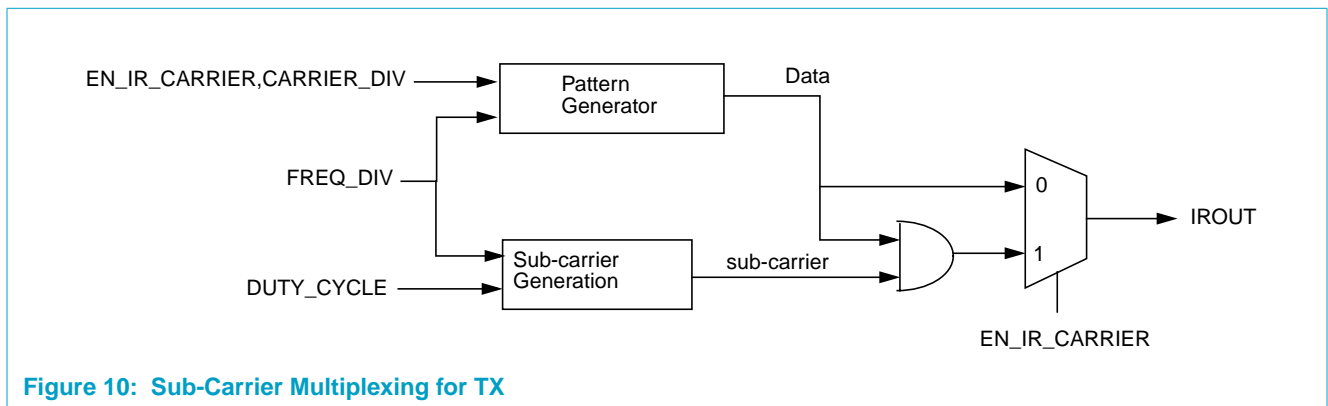 EN_IR_CARRIER,CARRIER_DIV
Pattern
Generator
Data
FREQ_DIV
0
IROUT
Sub-carrier
Generation
sub-carrier
1
DUTY_CYCLE
EN_IR_CARRIER
Figure 10: Sub-Carrier Multiplexing for TX